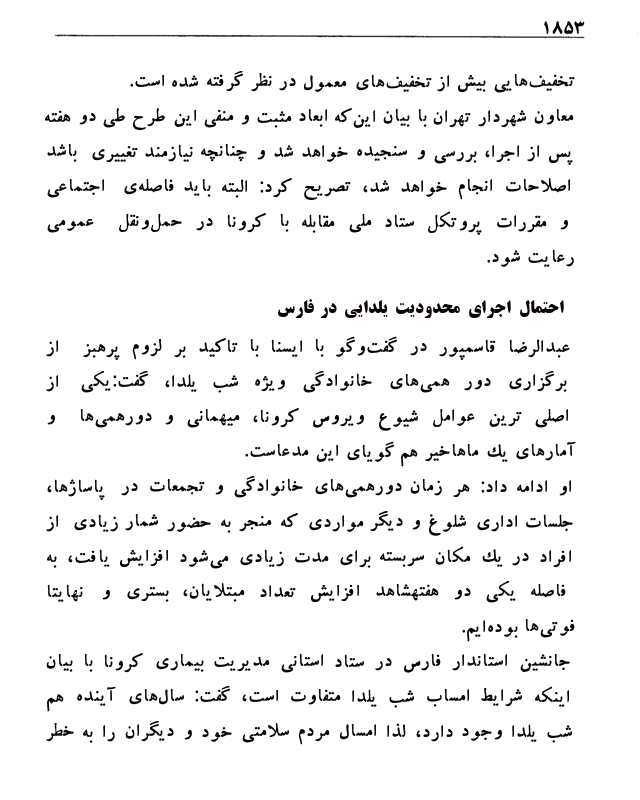 ۱۸۵۳
تخفیف‌هایی بیش از تخفیف‌های معمول در نظر گرفته شده است.
معاون شهردار تهران با بیان این‌که ابعاد مثبت و منفی این طرح طی دو هفته
پس از اجرا، بررسی و سنجیده خواهد شد و چنانچه نیازمند تغییری باشد
اصلاحات انجام خواهد شد، تصریح کرد: البته باید فاصله‌ی اجتماعی
و مقررات پروتکل ستاد ملی مقابله با کرونا در حمل‌ونقل عمومی
رعایت شود.
احتمال اجرای محدودیت یلدایی در فارس
عبدالرضا قاسمپور در گفت‌وگو با ایسنا با تاکید بر لزوم پرهبز از
برگزاری دور همی‌های خانوادگی ویژه شب یلدا، گفت:یکی از
اصلی ترین عوامل شیوع ویروس کرونا، میهمانی و دورهمی‌ها و
آمارهای یك ماه‌اخیر هم گویای این مدعاست.
او ادامه داد: هر زمان دورهمی‌های خانوادگی و تجمعات در پاساژها،
جلسات اداری شلوغ و دیگر مواردی که منجر به حضور شمار زیادی از
افراد در یك مکان سربسته برای مدت زیادی می‌شود افزایش یافت، به
فاصله یکی دو هفتهشاهد افزایش تعداد مبتلایان، بستری و نهایتا
فوتی‌ها بوده‌ایم.
جانشین استاندار فارس در ستاد استانی مدیریت بیماری کرونا با بیان
اینکه شرایط امساب شب یلدا متفاوت است، گفت: سال‌های آینده هم
شب یلدا وجود دارد، لذا امسال مردم سلامتی خود و دیگران را به خطر